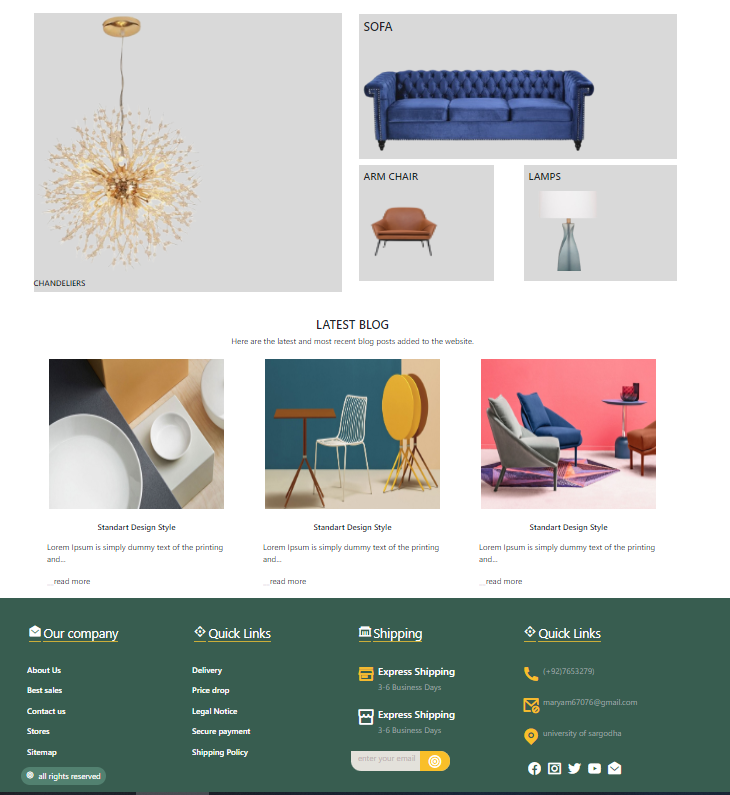 SOFA
ARM CHAIR
LAMPS
CHANDELIERS
LATEST BLOG
Here are the latest and most recent blog posts added to the website.
Standart Design Style
Lorem Ipsum is simply dummy text of the printing
and...
__read more
Standart Design Style
Lorem Ipsum is simply dummy text of the printing
and...
__read more
Standart Design Style
Lorem Ipsum is simply dummy text of the printing
and...
__read more
Our company
About Us
Best sales
Contact us
Stores
Sitemap
all rights reserved
Quick Links
Delivery
Price drop
Legal Notice
Secure payment
Shipping Policy
Shipping
Express Shipping
3-6 Business Days
Express Shipping
3-6 Business Days
enter your email
Quick Links
(+92)7653279)
maryam67076@gmail.com
university of sargodha